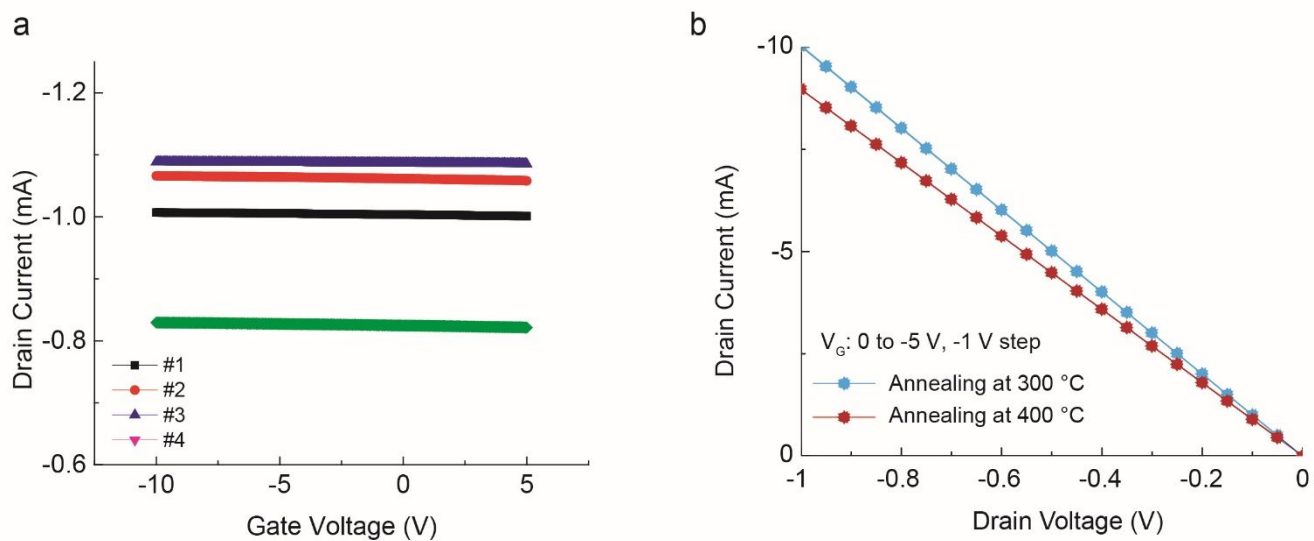 a
-1.2
-1.0
-0.8
-0.6
Drain Current (mA)
#1
#2
#3
#4
-10
-5
0
5
Gate Voltage (V)
b
-10
-5
0
Drain Current (mA)
V_G: 0 to -5 V, -1 V step
Annealing at 300 °C
Annealing at 400 °C
-1
-0.8
-0.6
-0.4
-0.2
0
Drain Voltage (V)